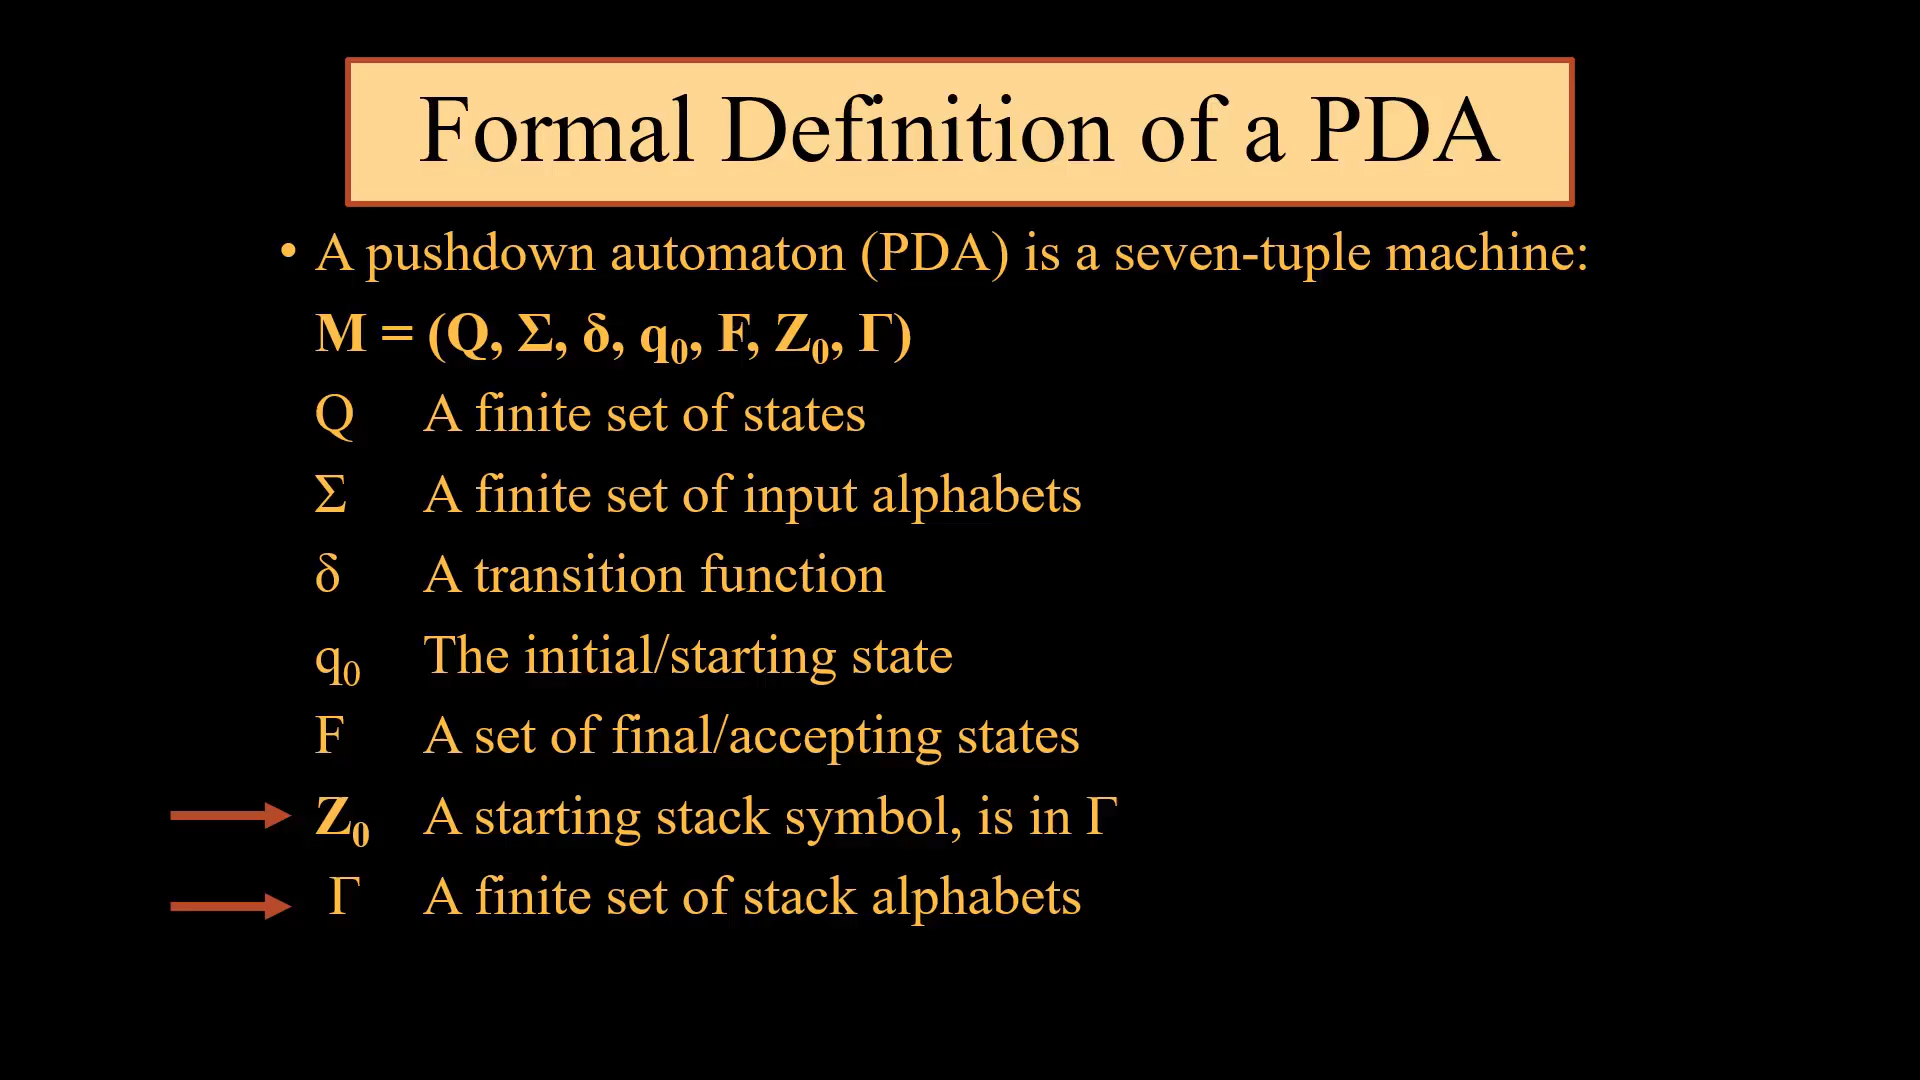 Formal Definition of a PDA
• A pushdown automaton (PDA) is a seven-tuple machine:
M = (Q, Σ, δ, q₀, F, Z₀, Γ)
Q A finite set of states
Σ A finite set of input alphabets
δ A transition function
q₀ The initial/starting state
F A set of final/accepting states
Z₀ A starting stack symbol, is in Γ
Γ A finite set of stack alphabets